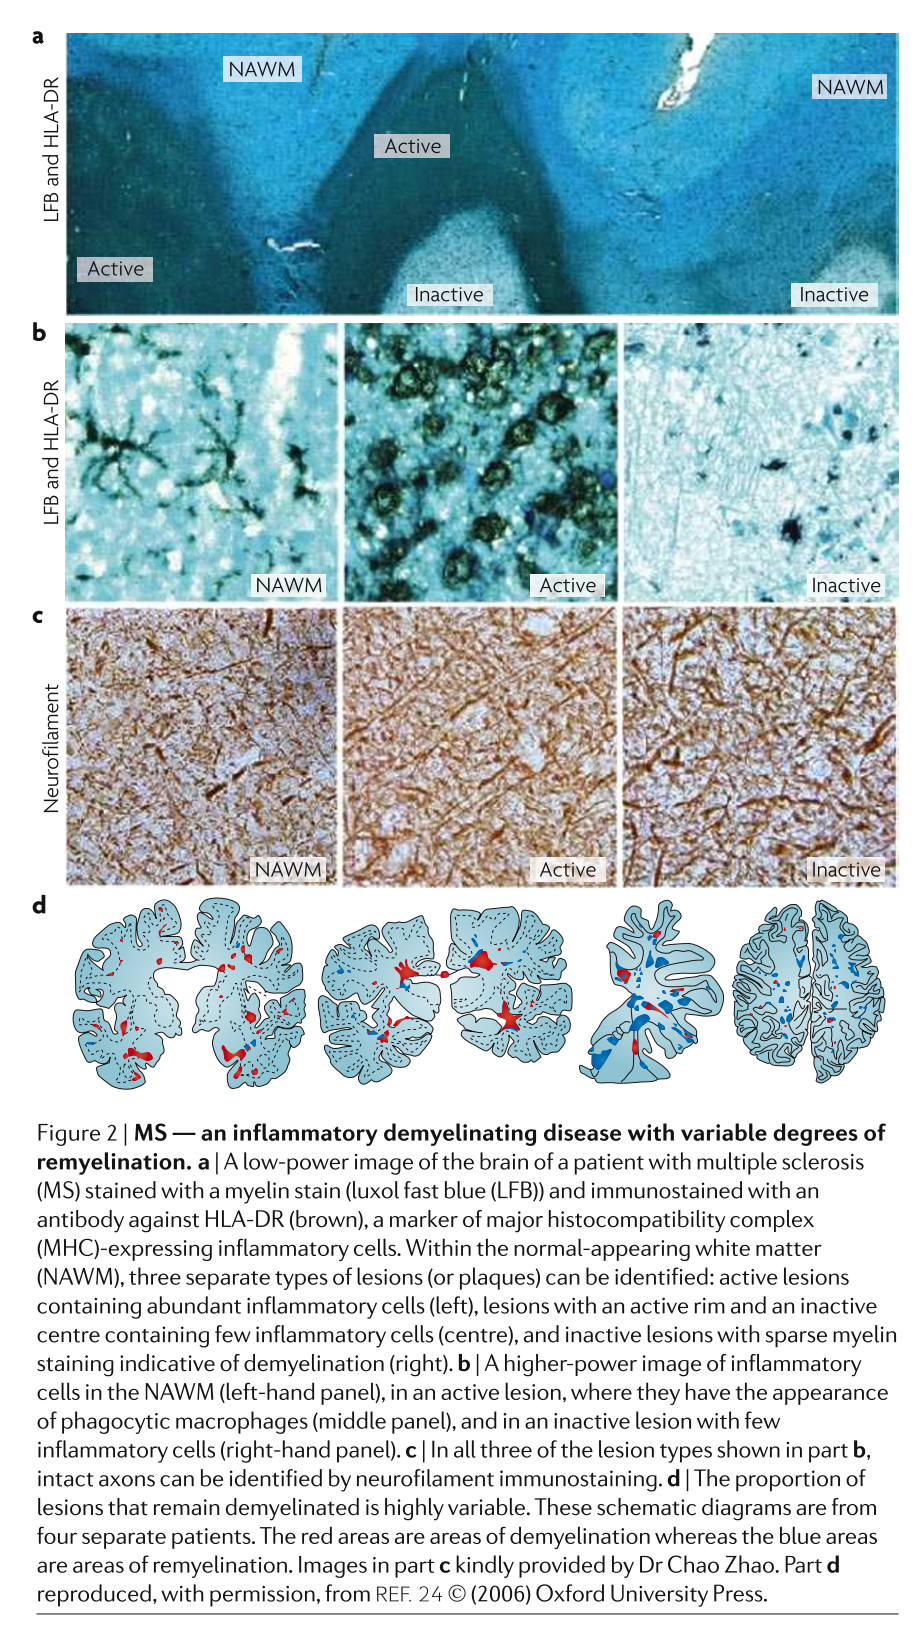 a
LFB and HLA-DR
NAWM
NAWM
Active
Active
Inactive
Inactive
b
LFB and HLA-DR
NAWM
Active
Inactive
c
Neurofilament
NAWM
Active
Inactive
d
Figure 2 | MS — an inflammatory demyelinating disease with variable degrees of
remyelination. a | A low-power image of the brain of a patient with multiple sclerosis
(MS) stained with a myelin stain (luxol fast blue (LFB)) and immunostained with an
antibody against HLA-DR (brown), a marker of major histocompatibility complex
(MHC)-expressing inflammatory cells. Within the normal-appearing white matter
(NAWM), three separate types of lesions (or plaques) can be identified: active lesions
containing abundant inflammatory cells (left), lesions with an active rim and an inactive
centre containing few inflammatory cells (centre), and inactive lesions with sparse myelin
staining indicative of demyelination (right). b | A higher-power image of inflammatory
cells in the NAWM (left-hand panel), in an active lesion, where they have the appearance
of phagocytic macrophages (middle panel), and in an inactive lesion with few
inflammatory cells (right-hand panel). c | In all three of the lesion types shown in part b,
intact axons can be identified by neurofilament immunostaining. d | The proportion of
lesions that remain demyelinated is highly variable. These schematic diagrams are from
four separate patients. The red areas are areas of demyelination whereas the blue areas
are areas of remyelination. Images in part c kindly provided by Dr Chao Zhao. Part d
reproduced, with permission, from REF. 24 © (2006) Oxford University Press.